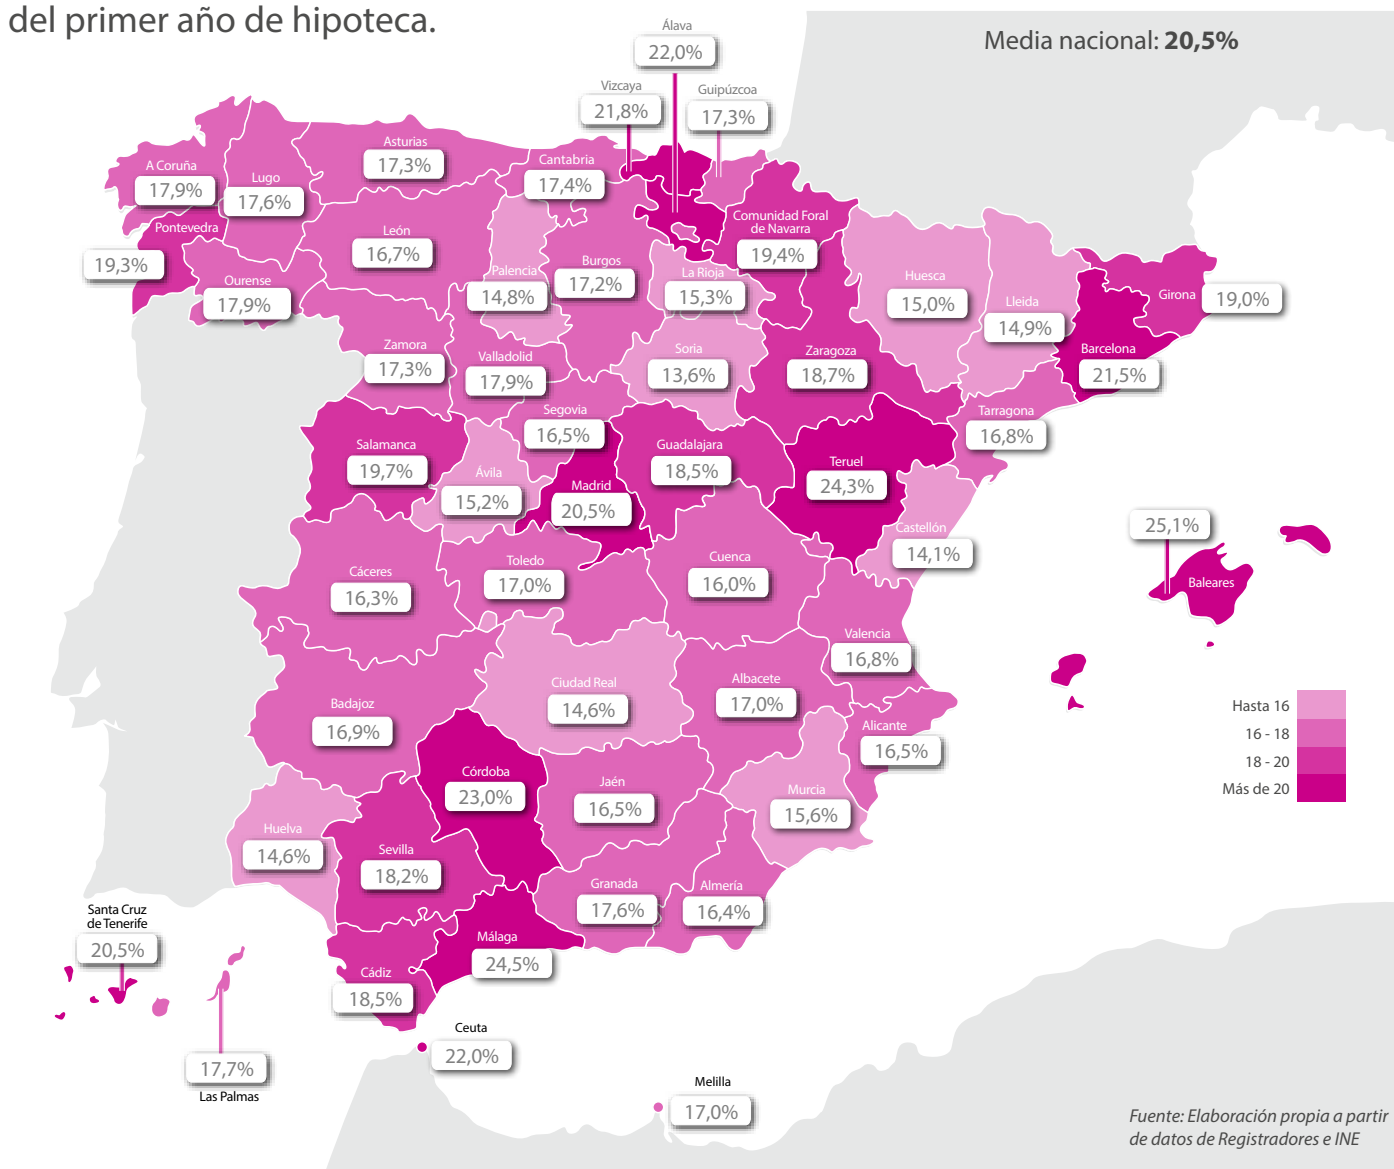 del primer año de hipoteca.
Media nacional: 20,5%
Álava
22,0%
Vizcaya
21,8%
Guipúzcoa
17,3%
Asturias
17,3%
Cantabria
17,4%
A Coruña
17,9%
Lugo
17,6%
Pontevedra
19,3%
Ourense
17,9%
León
16,7%
Palencia
14,8%
Burgos
17,2%
La Rioja
15,3%
Comunidad Foral
de Navarra
19,4%
Huesca
15,0%
Lleida
14,9%
Girona
19,0%
Barcelona
21,5%
Zamora
17,3%
Valladolid
17,9%
Soria
13,6%
Zaragoza
18,7%
Tarragona
16,8%
Segovia
16,5%
Salamanca
19,7%
Ávila
15,2%
Madrid
20,5%
Guadalajara
18,5%
Teruel
24,3%
Castellón
14,1%
25,1%
Baleares
Cáceres
16,3%
Toledo
17,0%
Cuenca
16,0%
Valencia
16,8%
Badajoz
16,9%
Ciudad Real
14,6%
Albacete
17,0%
Alicante
16,5%
Hasta 16
16 - 18
18 - 20
Más de 20
Córdoba
23,0%
Jaén
16,5%
Murcia
15,6%
Huelva
14,6%
Sevilla
18,2%
Granada
17,6%
Almería
16,4%
Santa Cruz
de Tenerife
20,5%
Málaga
24,5%
Cádiz
18,5%
17,7%
Las Palmas
Ceuta
22,0%
Melilla
17,0%
Fuente: Elaboración propia a partir
de datos de Registradores e INE